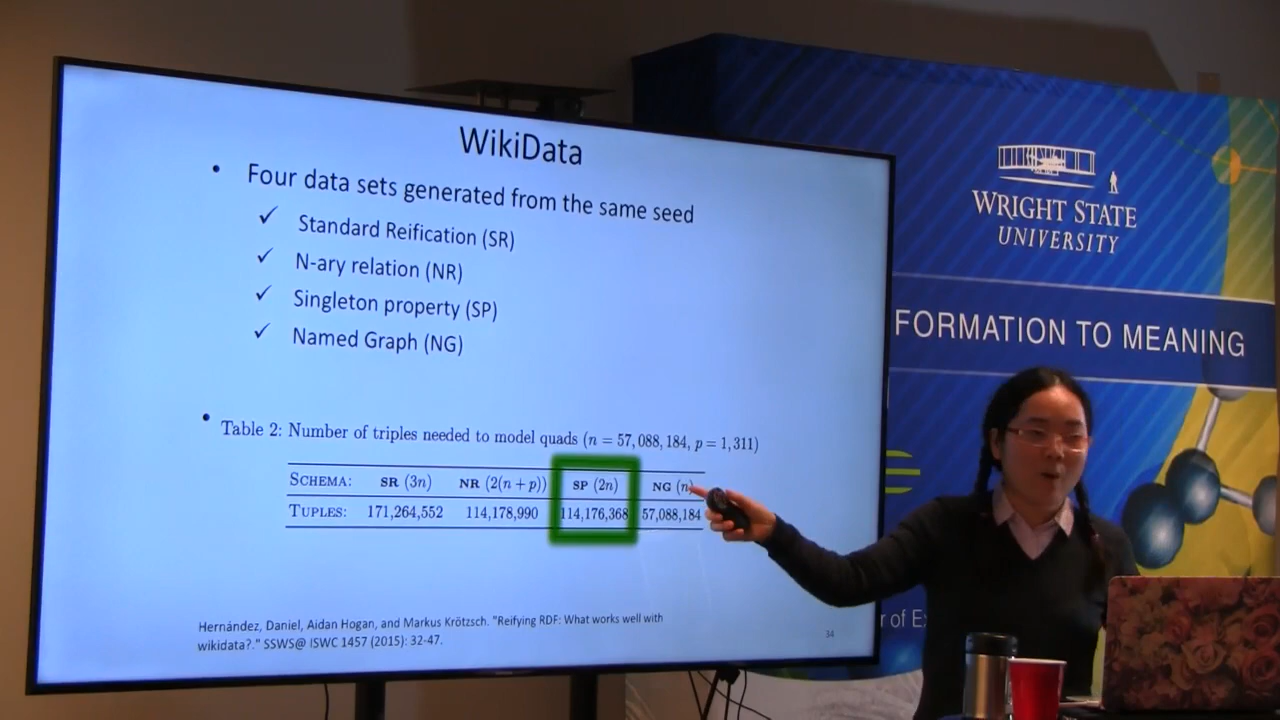 WikiData
• Four data sets generated from the same seed
✓ Standard Reification (SR)
✓ N-ary relation (NR)
✓ Singleton property (SP)
✓ Named Graph (NG)
• Table 2: Number of triples needed to model quads (n = 57,088,184, p = 1,311)
SCHEMA: SR (3n) NR (2(n + p)) SP (2n) NG (n)
TUPLES: 171,264,552 114,178,990 114,176,368 57,088,184
Hernández, Daniel, Aidan Hogan, and Markus Krötzsch. "Reifying RDF: What works well with
wikidata?." SSWS@ ISWC 1457 (2015): 32-47.
34
WRIGHT STATE
UNIVERSITY
FORMATION TO MEANING
r of Ex